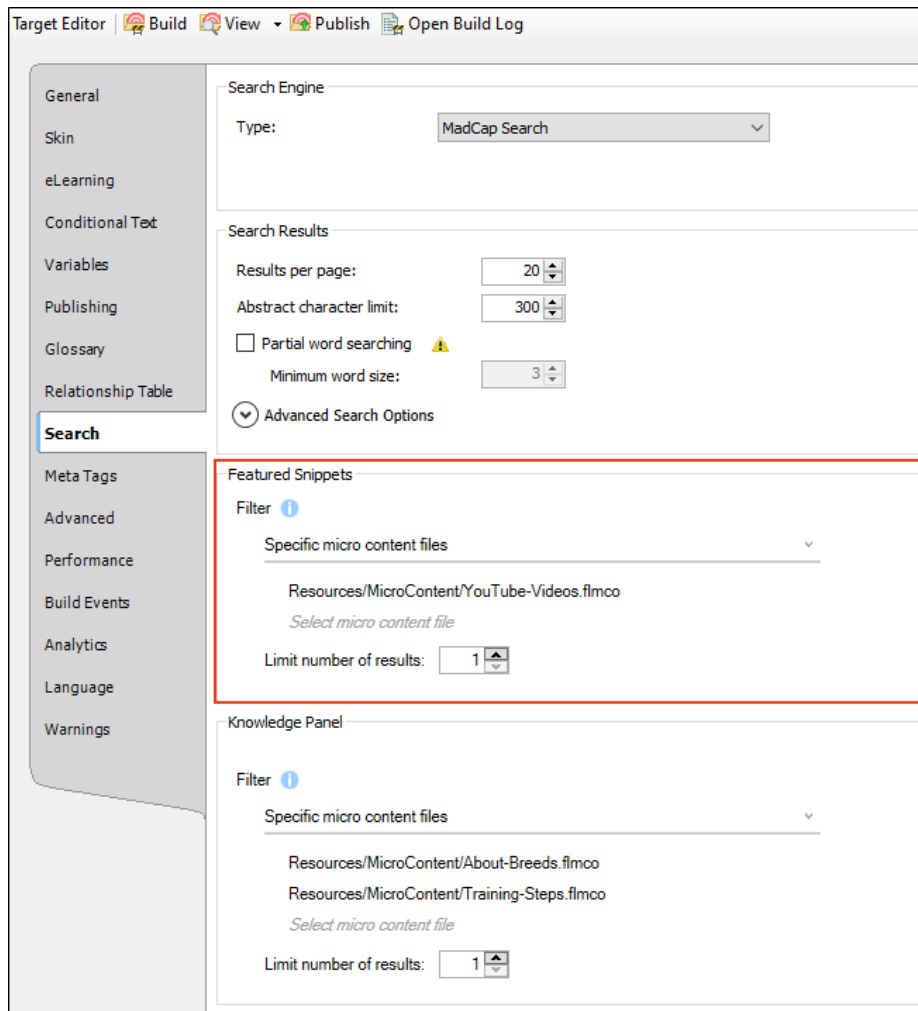 Target Editor Build View Publish Open Build Log
General
Skin
eLearning
Conditional Text
Variables
Publishing
Glossary
Relationship Table
Search
Meta Tags
Advanced
Performance
Build Events
Analytics
Language
Warnings
Search Engine
Type: MadCap Search
Search Results
Results per page: 20
Abstract character limit: 300
Partial word searching
Minimum word size: 3
Advanced Search Options
Featured Snippets
Filter
Specific micro content files
Resources/MicroContent/YouTube-Videos.flmco
Select micro content file
Limit number of results: 1
Knowledge Panel
Filter
Specific micro content files
Resources/MicroContent/About-Breeds.flmco
Resources/MicroContent/Training-Steps.flmco
Select micro content file
Limit number of results: 1